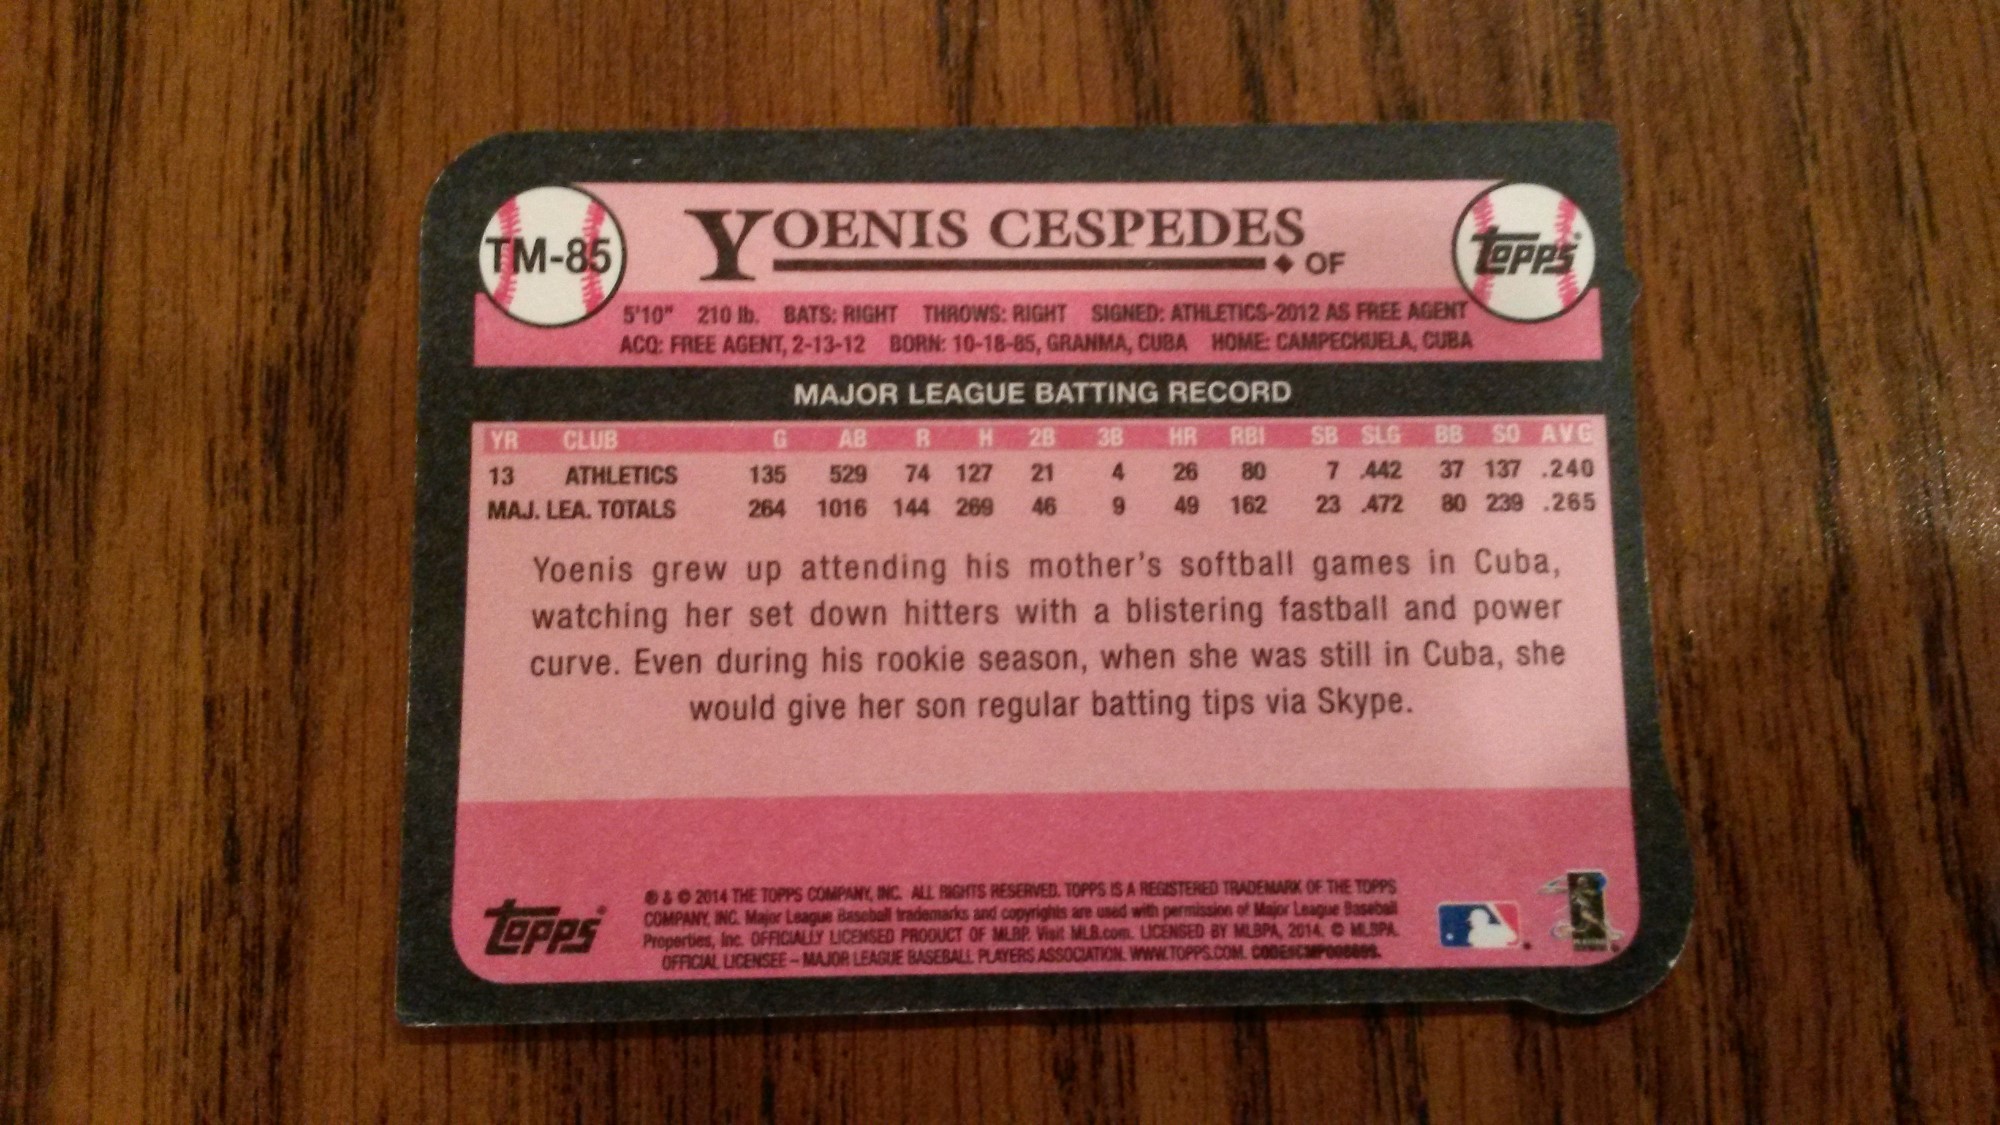 TM-85
YOENIS CESPEDES
OF
TOPPS®
5'10" 210 lb. BATS: RIGHT THROWS: RIGHT SIGNED: ATHLETICS-2012 AS FREE AGENT
ACQ: FREE AGENT, 2-13-12 BORN: 10-18-85, GRANMA, CUBA HOME: CAMPECHUELA, CUBA
MAJOR LEAGUE BATTING RECORD
YR CLUB G AB R H 2B 3B HR RBI SB SLG BB SO AVG
13 ATHLETICS 135 529 74 127 21 4 26 80 7 .442 37 137 .240
MAJ. LEA. TOTALS 264 1016 144 269 46 9 49 162 23 .472 80 239 .265
Yoenis grew up attending his mother's softball games in Cuba,
watching her set down hitters with a blistering fastball and power
curve. Even during his rookie season, when she was still in Cuba, she
would give her son regular batting tips via Skype.
TOPPS®
® & © 2014 THE TOPPS COMPANY, INC. ALL RIGHTS RESERVED. TOPPS IS A REGISTERED TRADEMARK OF THE TOPPS
COMPANY, INC. Major League Baseball trademarks and copyrights are used with permission of Major League Baseball
Properties, Inc. OFFICIALLY LICENSED PRODUCT OF MLBP. Visit MLB.com. LICENSED BY MLBPA, 2014. © MLBPA.
OFFICIAL LICENSEE – MAJOR LEAGUE BASEBALL PLAYERS ASSOCIATION. WWW.TOPPS.COM.